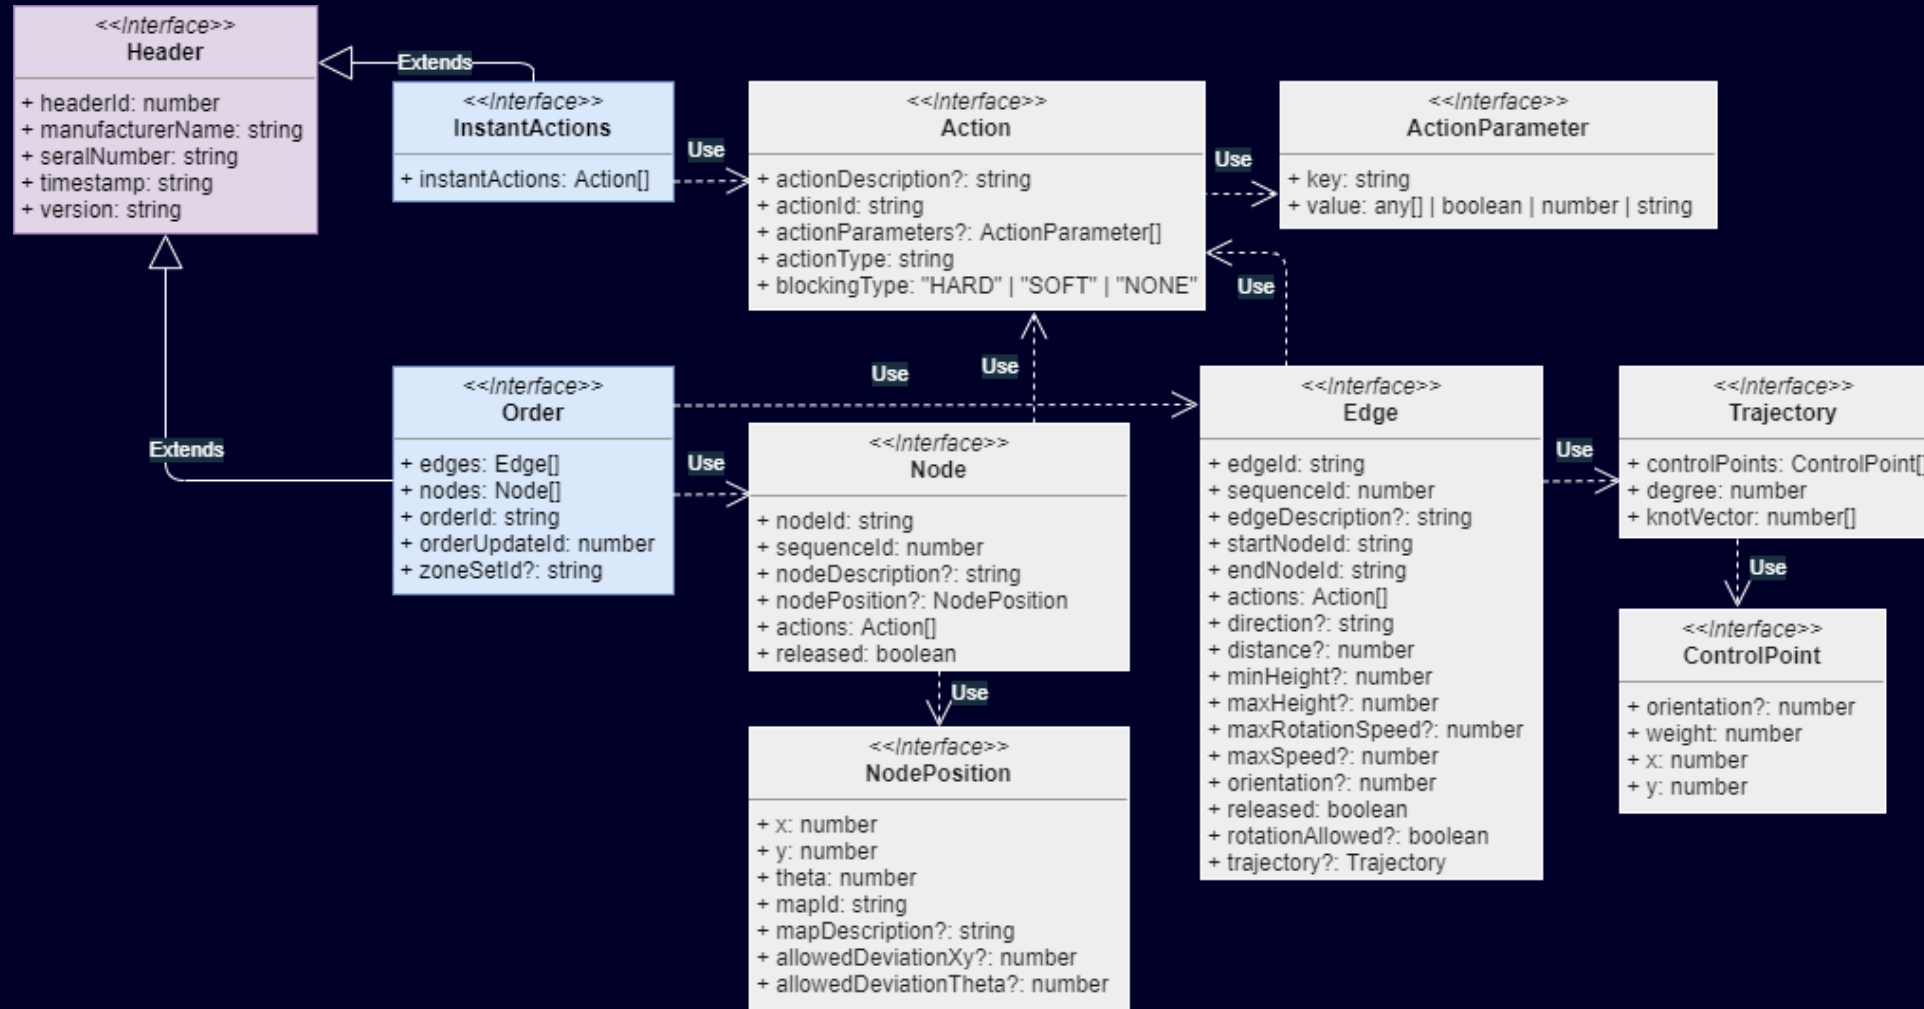 <<Interface>>
Header
+ headerId: number
+ manufacturerName: string
+ seralNumber: string
+ timestamp: string
+ version: string
Extends
<<Interface>>
InstantActions
+ instantActions: Action[]
Use
<<Interface>>
Action
+ actionDescription?: string
+ actionId: string
+ actionParameters?: ActionParameter[]
+ actionType: string
+ blockingType: "HARD" | "SOFT" | "NONE"
Use
<<Interface>>
ActionParameter
+ key: string
+ value: any[] | boolean | number | string
Use
Use
Use
Extends
<<Interface>>
Order
+ edges: Edge[]
+ nodes: Node[]
+ orderId: string
+ orderUpdateId: number
+ zoneSetId?: string
Use
<<Interface>>
Node
+ nodeId: string
+ sequenceId: number
+ nodeDescription?: string
+ nodePosition?: NodePosition
+ actions: Action[]
+ released: boolean
Use
<<Interface>>
NodePosition
+ x: number
+ y: number
+ theta: number
+ mapId: string
+ mapDescription?: string
+ allowedDeviationXy?: number
+ allowedDeviationTheta?: number
<<Interface>>
Edge
+ edgeId: string
+ sequenceId: number
+ edgeDescription?: string
+ startNodeId: string
+ endNodeId: string
+ actions: Action[]
+ direction?: string
+ distance?: number
+ minHeight?: number
+ maxHeight?: number
+ maxRotationSpeed?: number
+ maxSpeed?: number
+ orientation?: number
+ released: boolean
+ rotationAllowed?: boolean
+ trajectory?: Trajectory
Use
<<Interface>>
Trajectory
+ controlPoints: ControlPoint[]
+ degree: number
+ knotVector: number[]
Use
<<Interface>>
ControlPoint
+ orientation?: number
+ weight: number
+ x: number
+ y: number